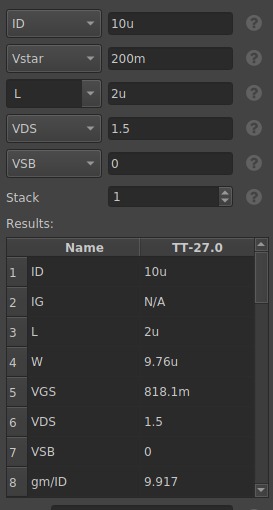 ID 10u ?
Vstar 200m ?
L 2u ?
VDS 1.5 ?
VSB 0 ?
Stack 1 ?
Results:
Name TT-27.0
1 ID 10u
2 IG N/A
3 L 2u
4 W 9.76u
5 VGS 818.1m
6 VDS 1.5
7 VSB 0
8 gm/ID 9.917